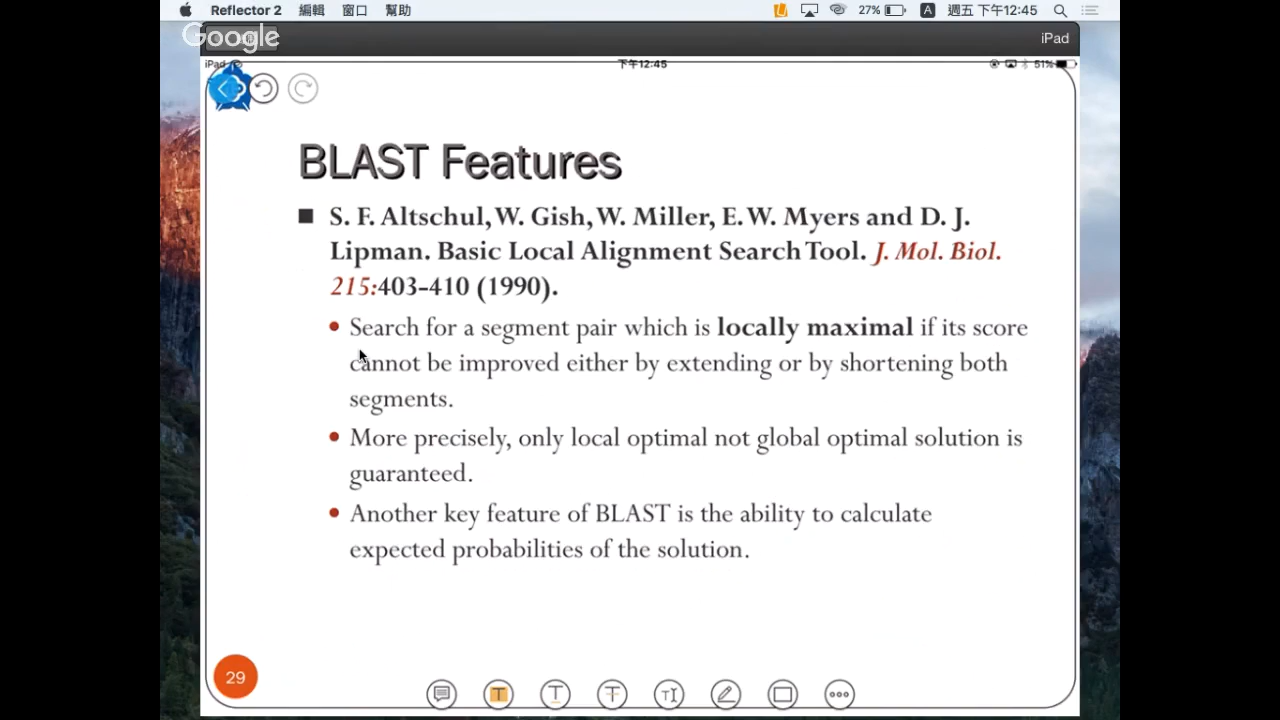 Reflector 2 編輯 窗口 幫助 27% A 週五 下午12:45
Google
iPad
iPad 下午12:45 51%
BLAST Features
S. F. Altschul, W. Gish, W. Miller, E. W. Myers and D. J.
Lipman. Basic Local Alignment Search Tool. J. Mol. Biol.
215:403-410 (1990).
Search for a segment pair which is locally maximal if its score
cannot be improved either by extending or by shortening both
segments.
More precisely, only local optimal not global optimal solution is
guaranteed.
Another key feature of BLAST is the ability to calculate
expected probabilities of the solution.
29
T T T T